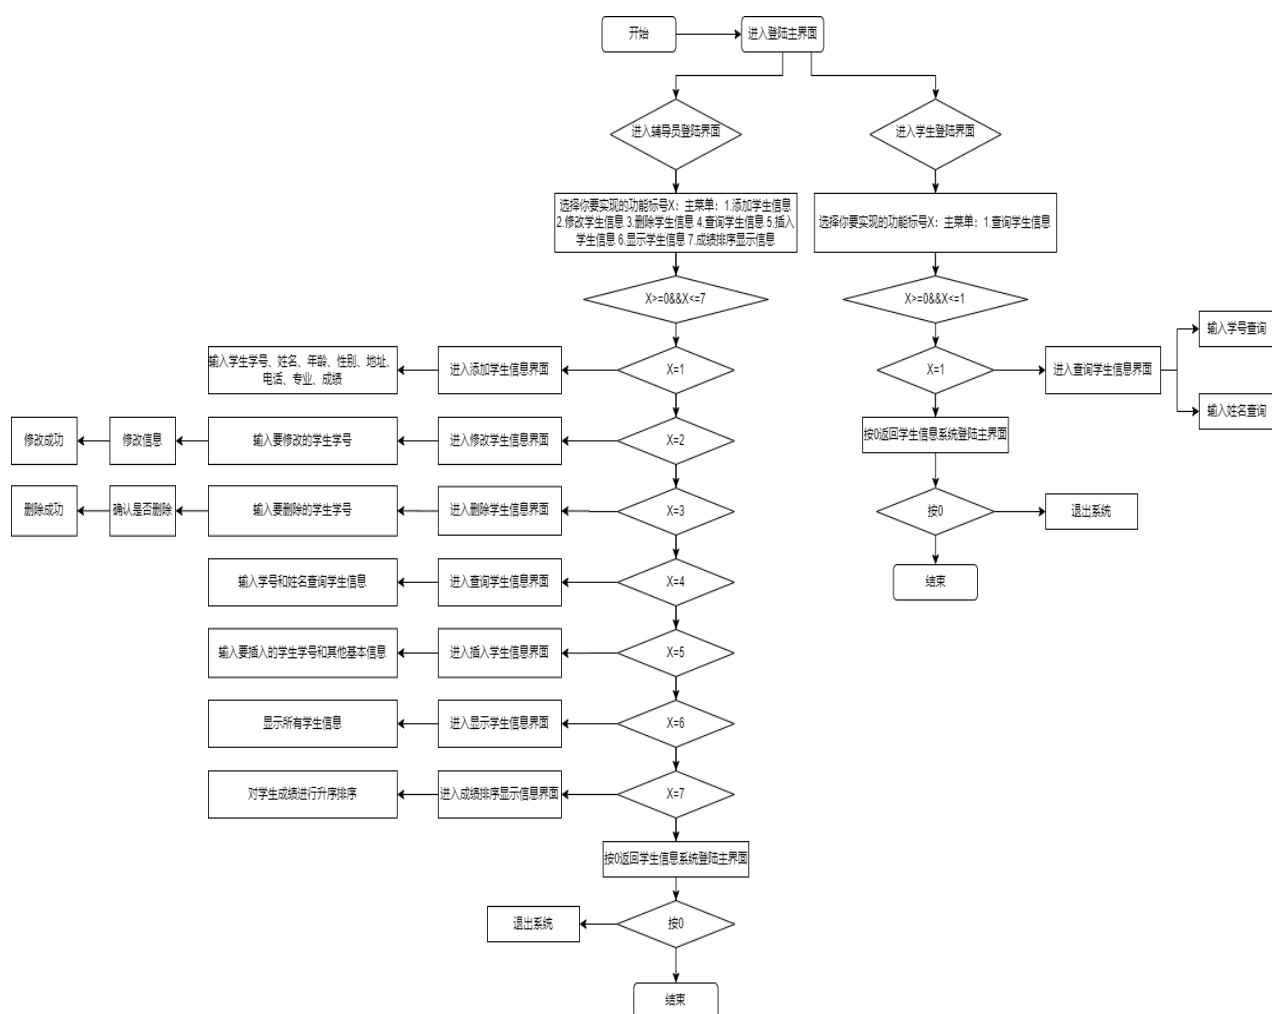 开始
进入登陆主界面
进入辅导员登陆界面
进入学生登陆界面
选择你要实现的功能标号X：主菜单：1.添加学生信息
2.修改学生信息 3.删除学生信息 4.查询学生信息 5.插入
学生信息 6.显示学生信息 7.成绩排序显示信息
选择你要实现的功能标号X：主菜单：1.查询学生信息
X>=0&&X<=7
X>=0&&X<=1
输入学号查询
输入学生学号、姓名、年龄、性别、地址、
电话、专业、成绩
进入添加学生信息界面
X=1
X=1
进入查询学生信息界面
输入姓名查询
修改成功
修改信息
输入要修改的学生学号
进入修改学生信息界面
X=2
按0返回学生信息系统登陆主界面
删除成功
确认是否删除
输入要删除的学生学号
进入删除学生信息界面
X=3
按0
退出系统
输入学号和姓名查询学生信息
进入查询学生信息界面
X=4
结束
输入要插入的学生学号和其他基本信息
进入插入学生信息界面
X=5
显示所有学生信息
进入显示学生信息界面
X=6
对学生成绩进行升序排序
进入成绩排序显示信息界面
X=7
按0返回学生信息系统登陆主界面
退出系统
按0
结束